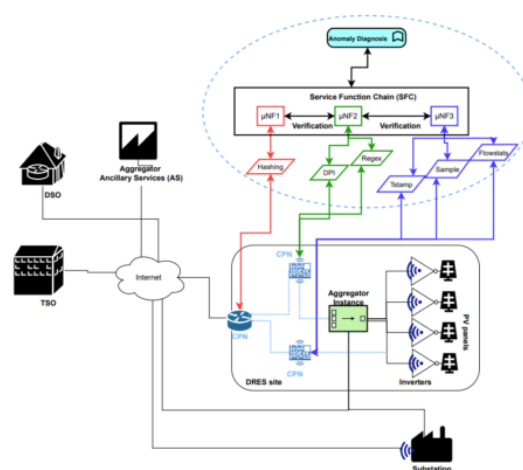 Anomaly Diagnosis
Service Function Chain (SFC)
µNF1
µNF2
µNF3
Verification
Verification
Hashing
DPI
Regex
Tstamp
Sample
Flowstats
Aggregator
Ancillary Services (AS)
DSO
TSO
Internet
CPN
CPN
CPN
Aggregator
Instance
PV panels
Inverters
DRES site
Substation